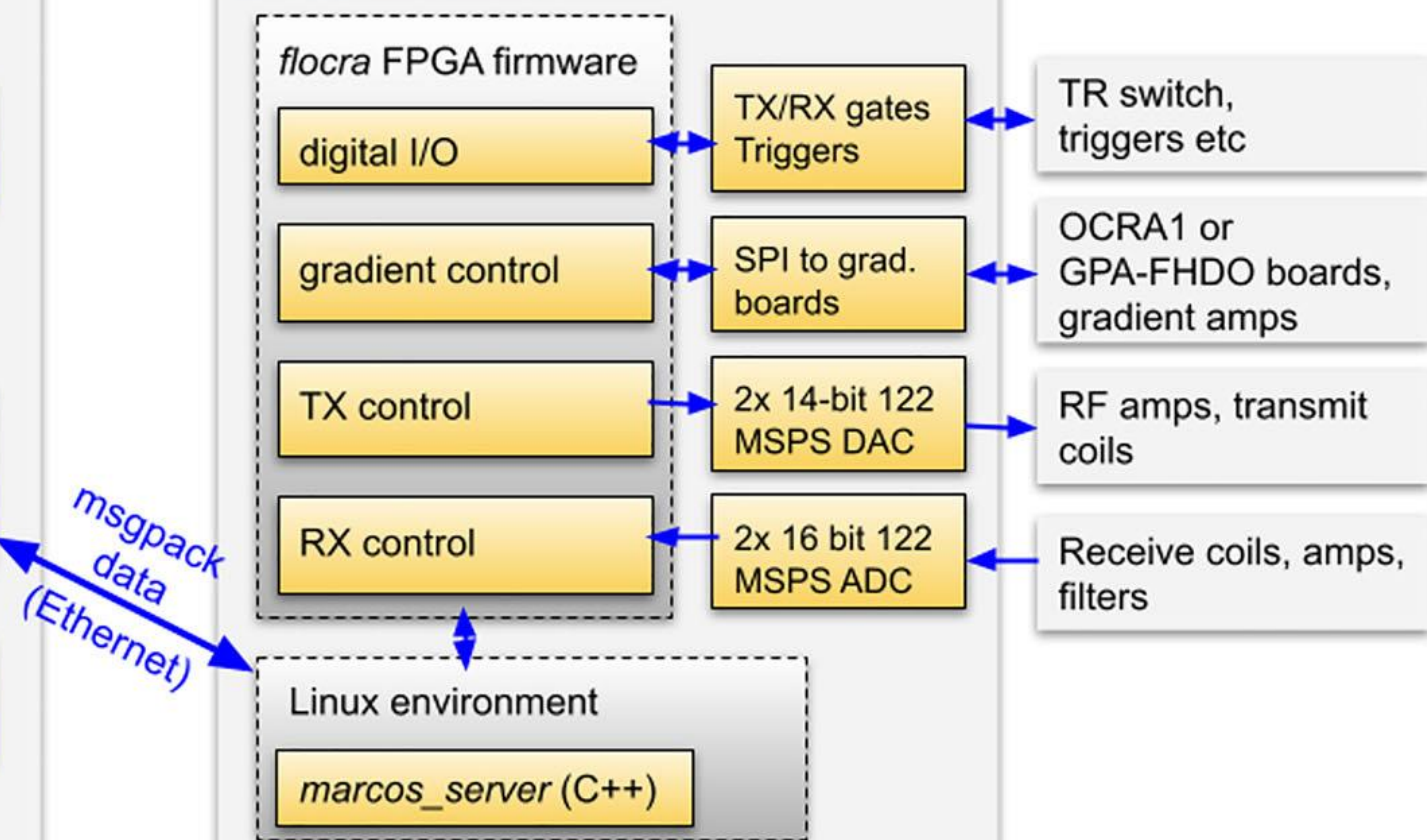 flocra FPGA firmware
digital I/O
TX/RX gates
Triggers
TR switch,
triggers etc
gradient control
SPI to grad.
boards
OCRA1 or
GPA-FHDO boards,
gradient amps
TX control
2x 14-bit 122
MSPS DAC
RF amps, transmit
coils
RX control
2x 16 bit 122
MSPS ADC
Receive coils, amps,
filters
msgpack
data
(Ethernet)
Linux environment
marcos_server (C++)